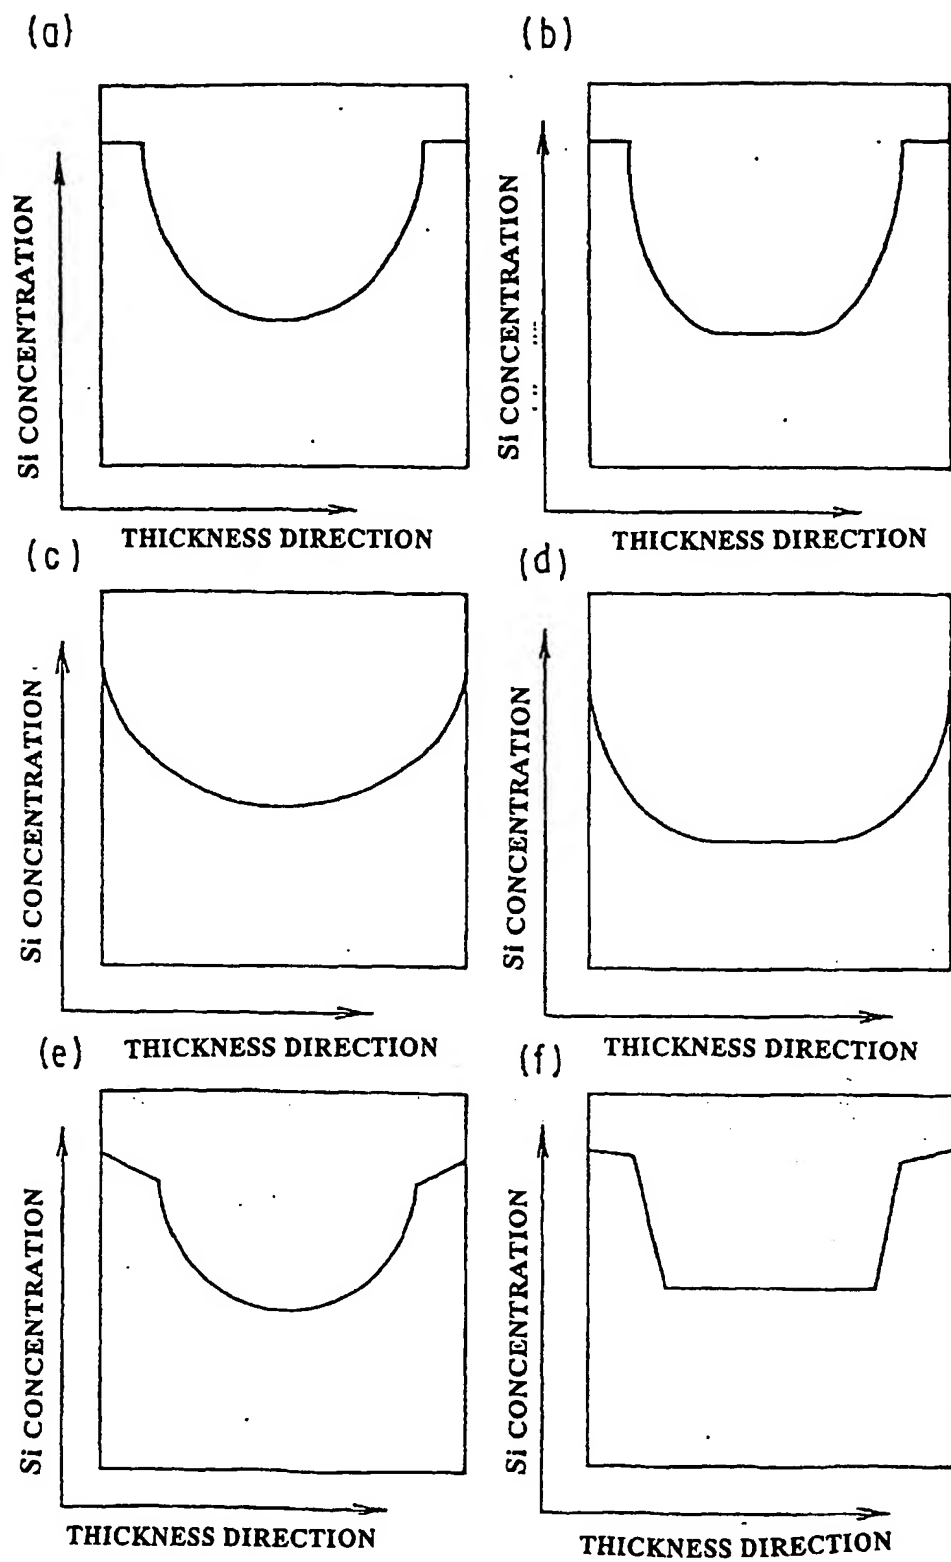 (a)
Si CONCENTRATION
THICKNESS DIRECTION
(b)
Si CONCENTRATION
THICKNESS DIRECTION
(c)
Si CONCENTRATION
THICKNESS DIRECTION
(d)
Si CONCENTRATION
THICKNESS DIRECTION
(e)
Si CONCENTRATION
THICKNESS DIRECTION
(f)
Si CONCENTRATION
THICKNESS DIRECTION